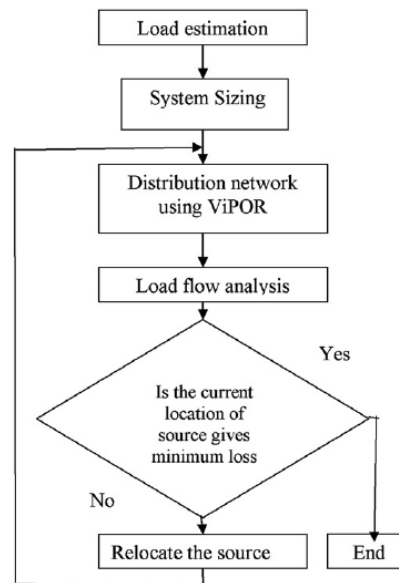 Load estimation
System Sizing
Distribution network
using ViPOR
Load flow analysis
Yes
Is the current
location of
source gives
minimum loss
No
Relocate the source
End